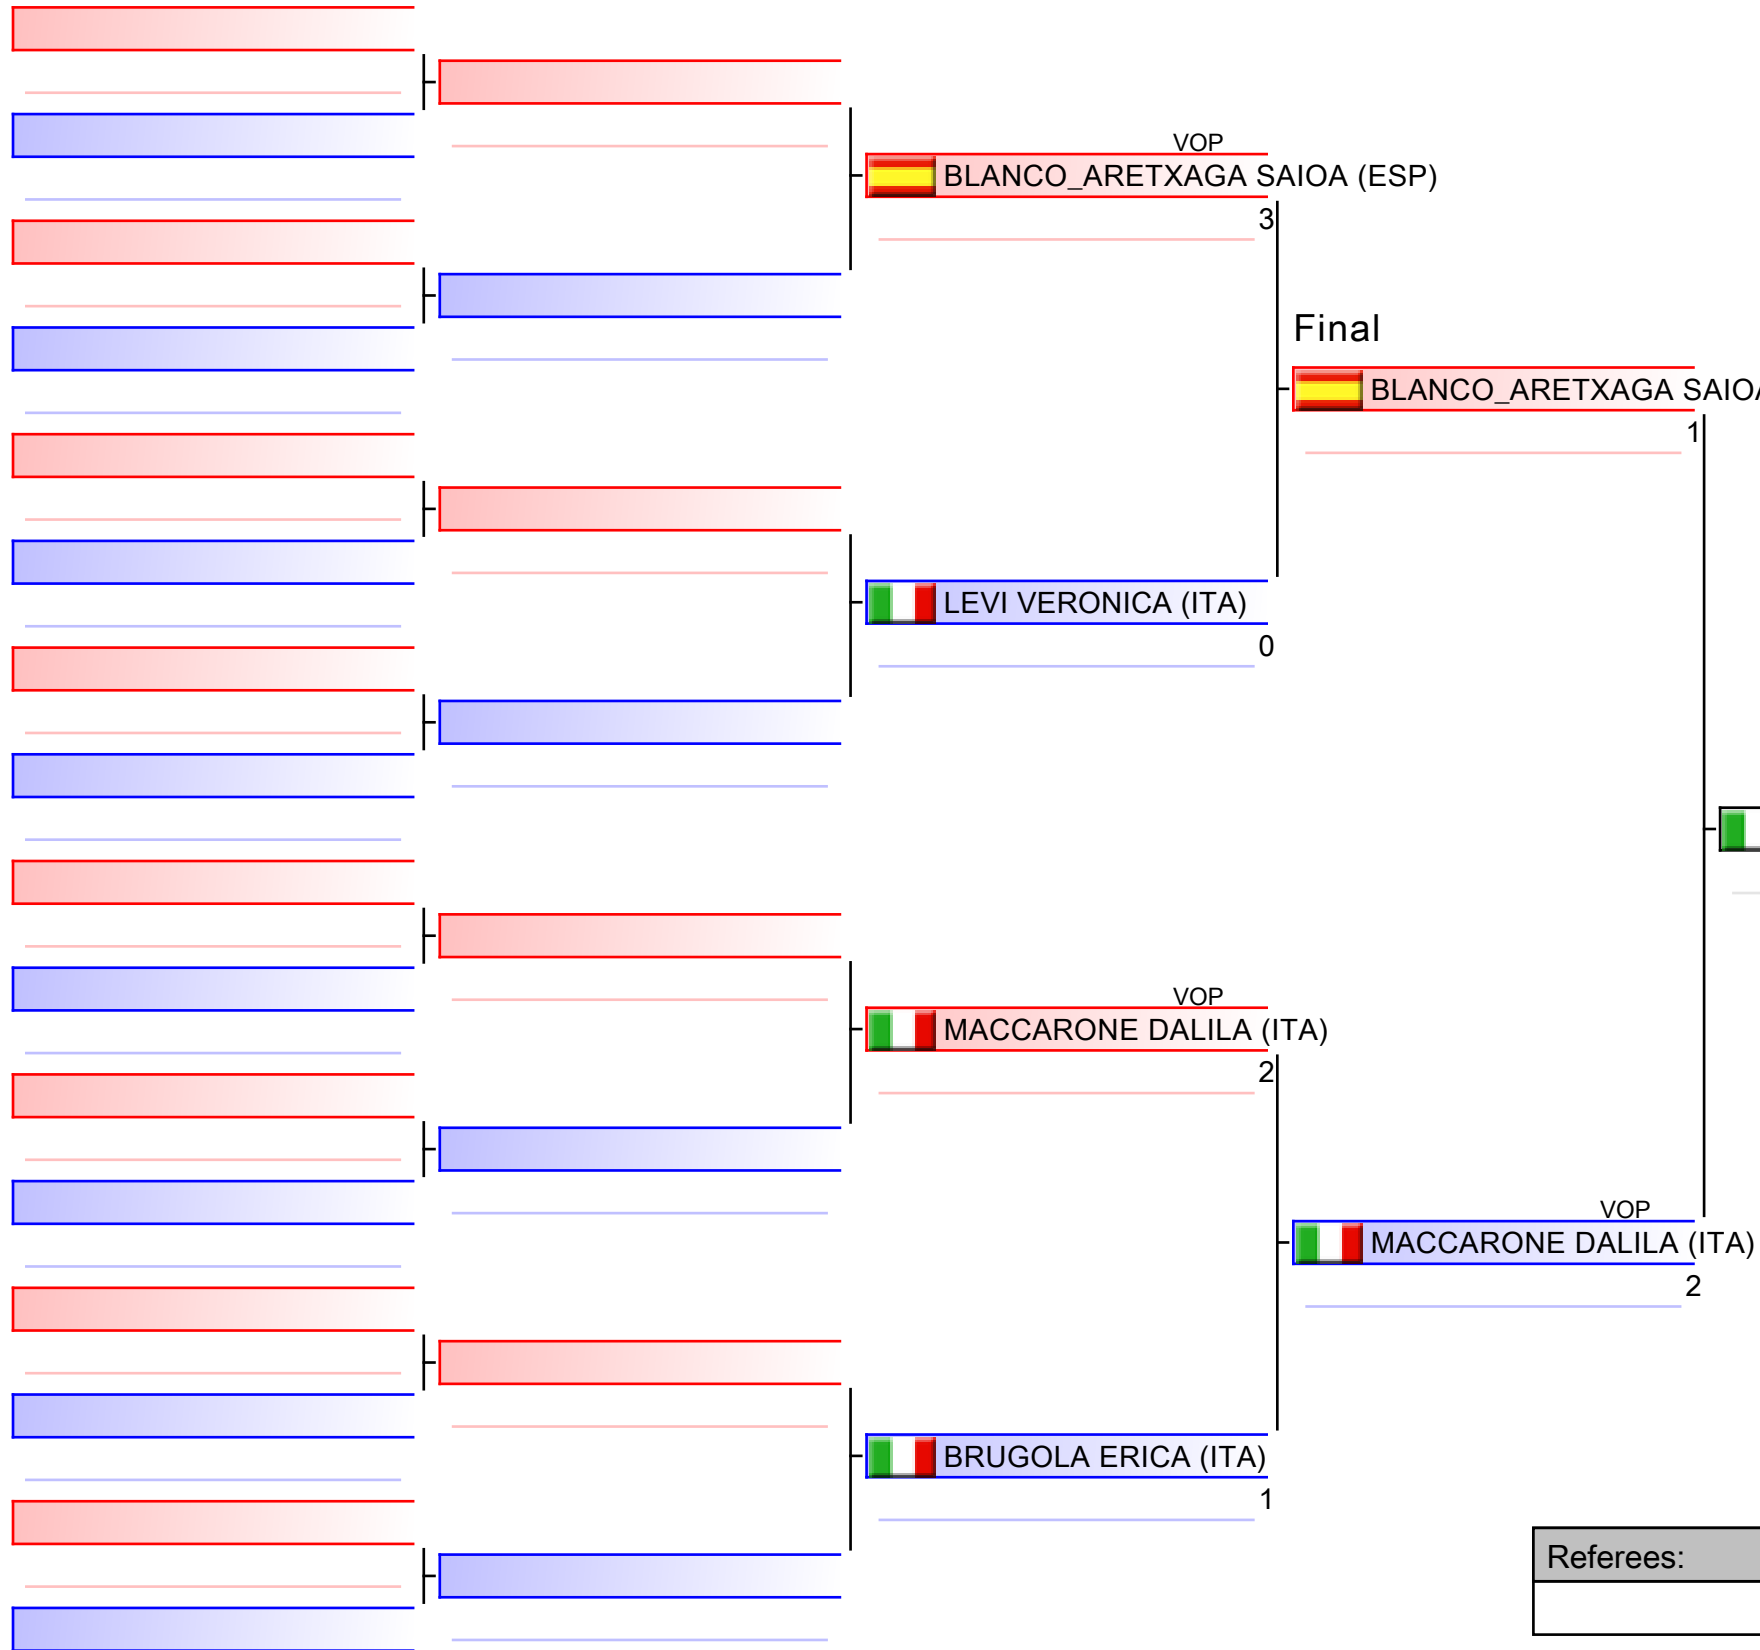 VOP
BLANCO_ARETXAGA SAIOA (ESP)
3
Final
BLANCO_ARETXAGA SAIOA
1
LEVI VERONICA (ITA)
0
VOP
MACCARONE DALILA (ITA)
2
VOP
MACCARONE DALILA (ITA)
2
BRUGOLA ERICA (ITA)
1
Referees: